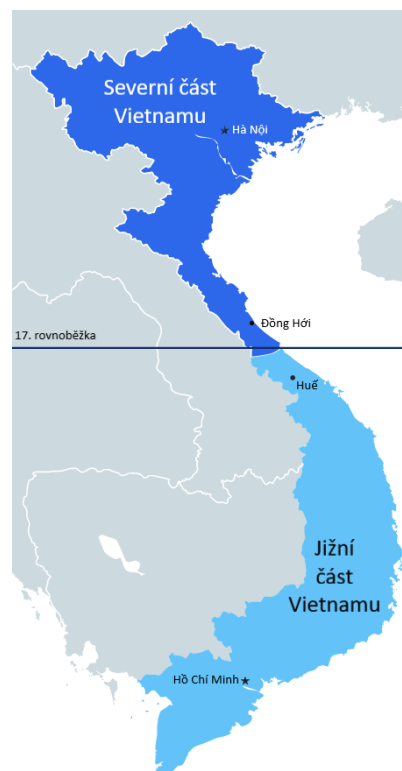 Severní část
Vietnamu
Hà Nội
Đồng Hới
17. rovnoběžka
Huế
Jižní
část
Vietnamu
Hồ Chí Minh